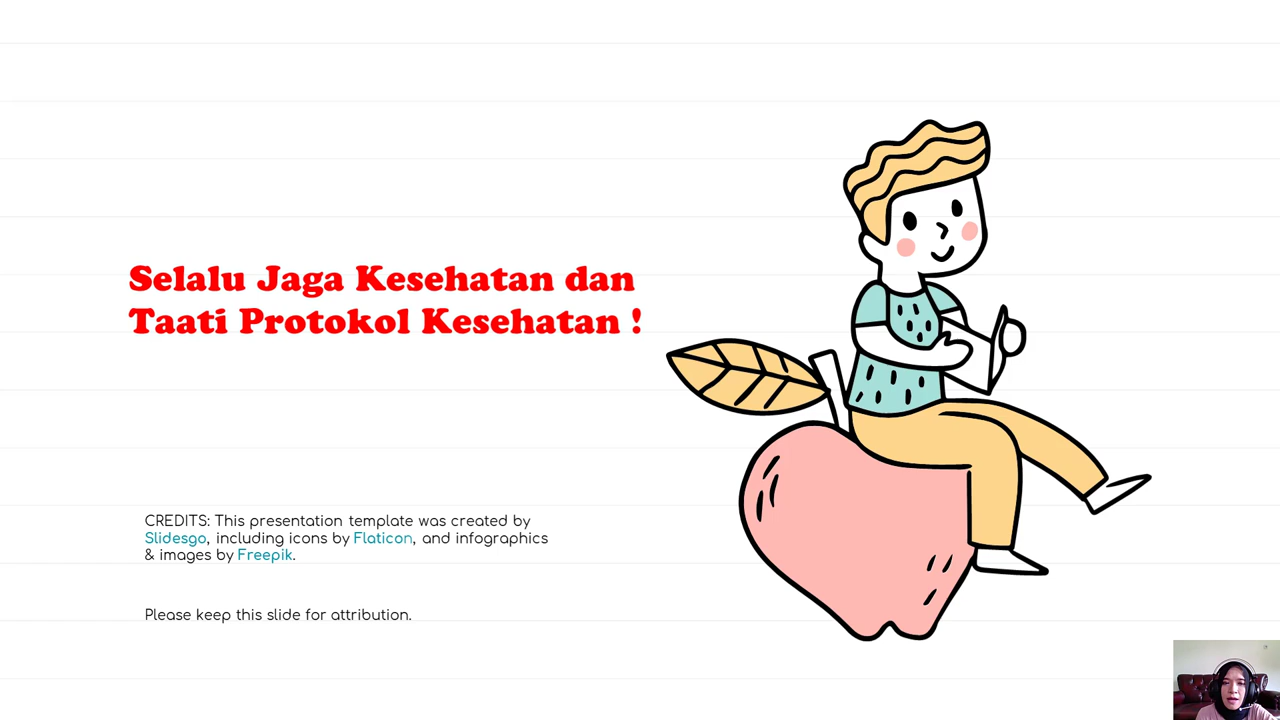 Selalu Jaga Kesehatan dan
Taati Protokol Kesehatan !
CREDITS: This presentation template was created by
Slidesgo, including icons by Flaticon, and infographics
& images by Freepik.
Please keep this slide for attribution.